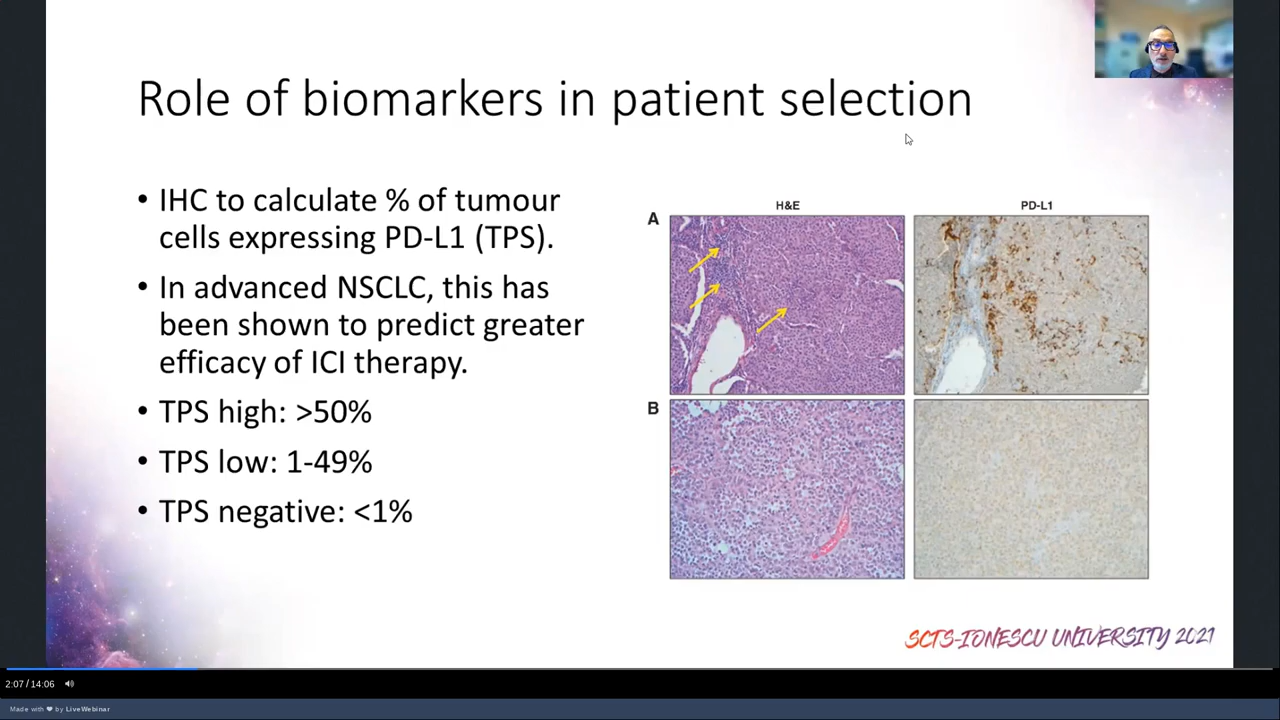 Role of biomarkers in patient selection
• IHC to calculate % of tumour
cells expressing PD-L1 (TPS).
• In advanced NSCLC, this has
been shown to predict greater
efficacy of ICI therapy.
• TPS high: >50%
• TPS low: 1-49%
• TPS negative: <1%
H&E
PD-L1
A
B
SCTS-IONESCU UNIVERSITY 2021
2:07 / 14:06
Made with ❤ by LiveWebinar